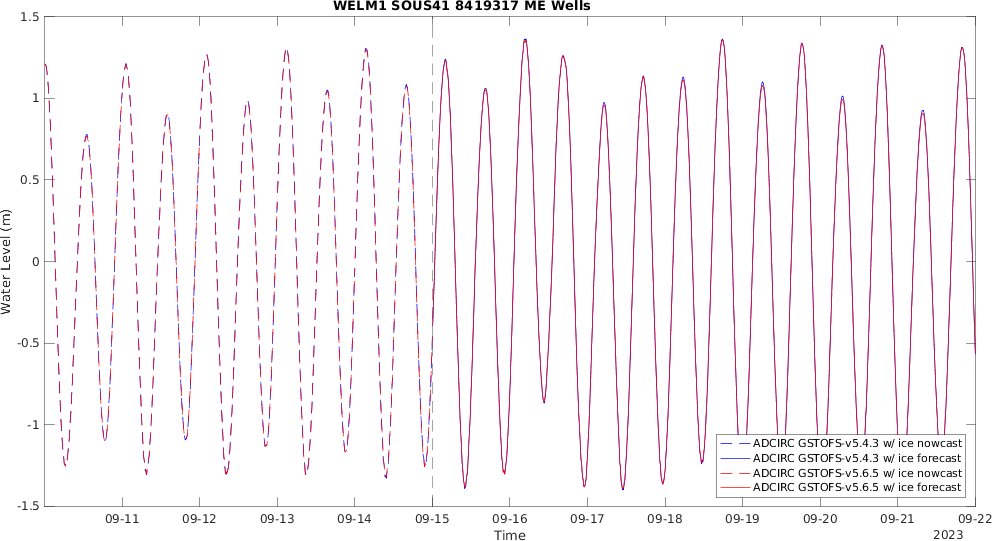 WELM1 SOUS41 8419317 ME Wells
Water Level (m)
1.5
1
0.5
0
-0.5
-1
-1.5
ADCIRC GSTOFS-v5.4.3 w/ ice nowcast
ADCIRC GSTOFS-v5.4.3 w/ ice forecast
ADCIRC GSTOFS-v5.6.5 w/ ice nowcast
ADCIRC GSTOFS-v5.6.5 w/ ice forecast
09-11 09-12 09-13 09-14 09-15 09-16 09-17 09-18 09-19 09-20 09-21 09-22
Time
2023